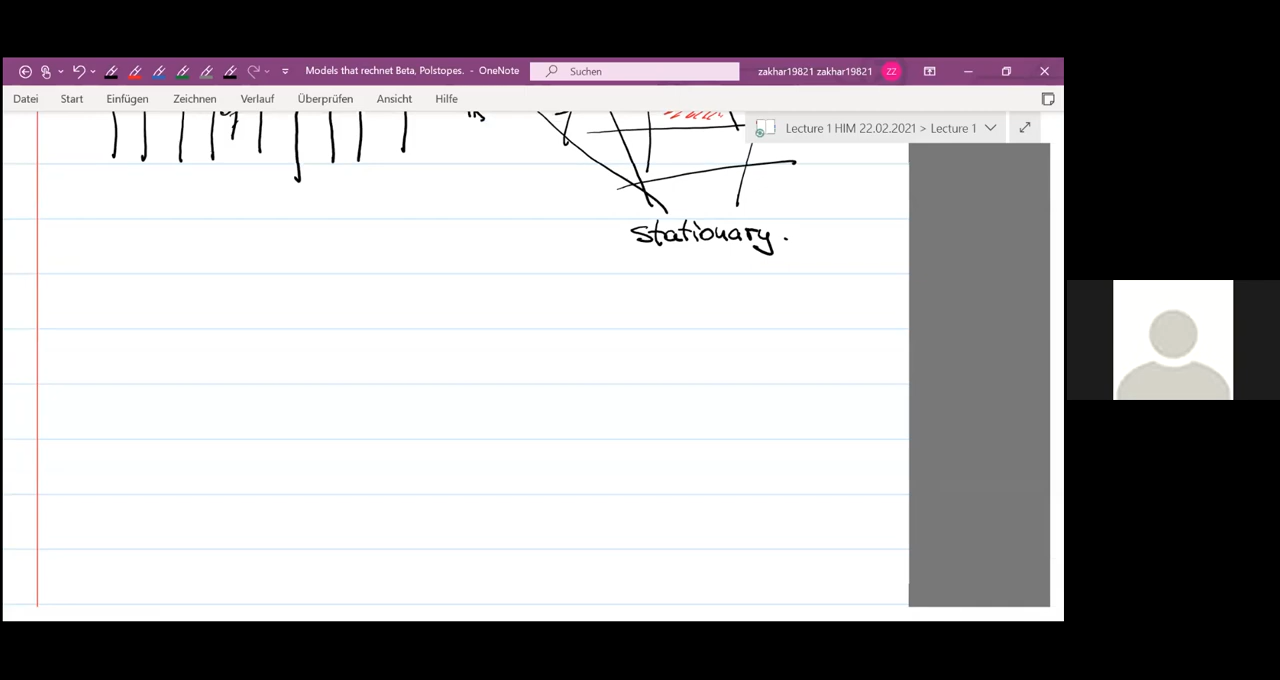 Models that rechnet Beta, Polstopes. - OneNote
Suchen
zakhar19821 zakhar19821
ZZ
Datei Start Einfügen Zeichnen Verlauf Überprüfen Ansicht Hilfe
Lecture 1 HIM 22.02.2021 > Lecture 1
Stationary.